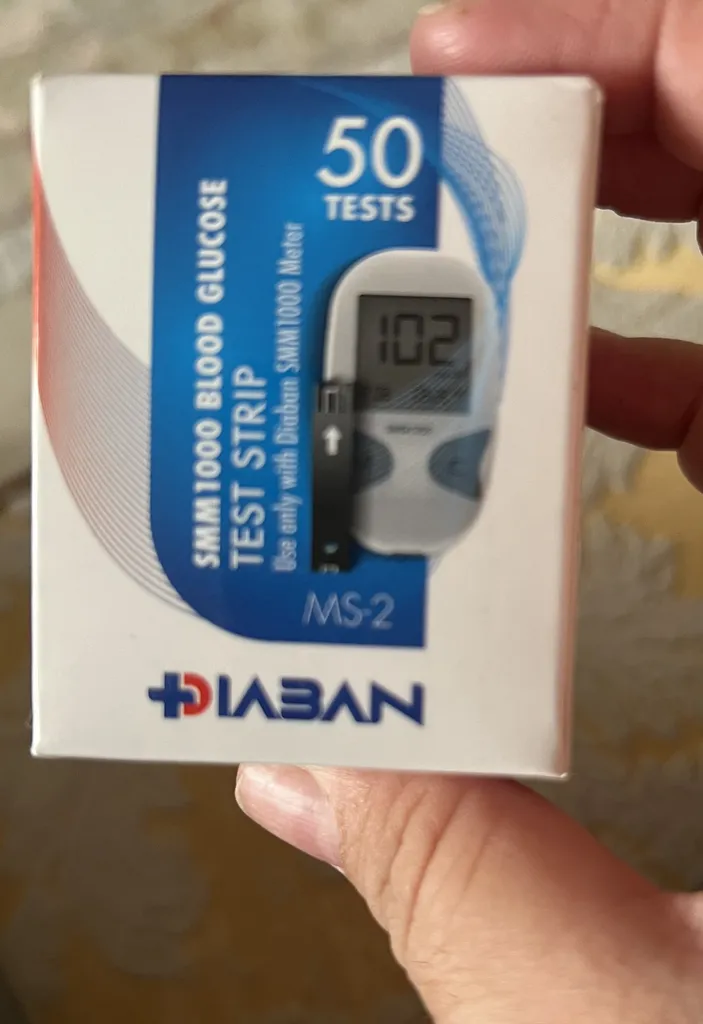 50
TESTS
SMM1000 BLOOD GLUCOSE
TEST STRIP
Use only with Diaban SMM1000 Meter
102
MS-2
DIABAN